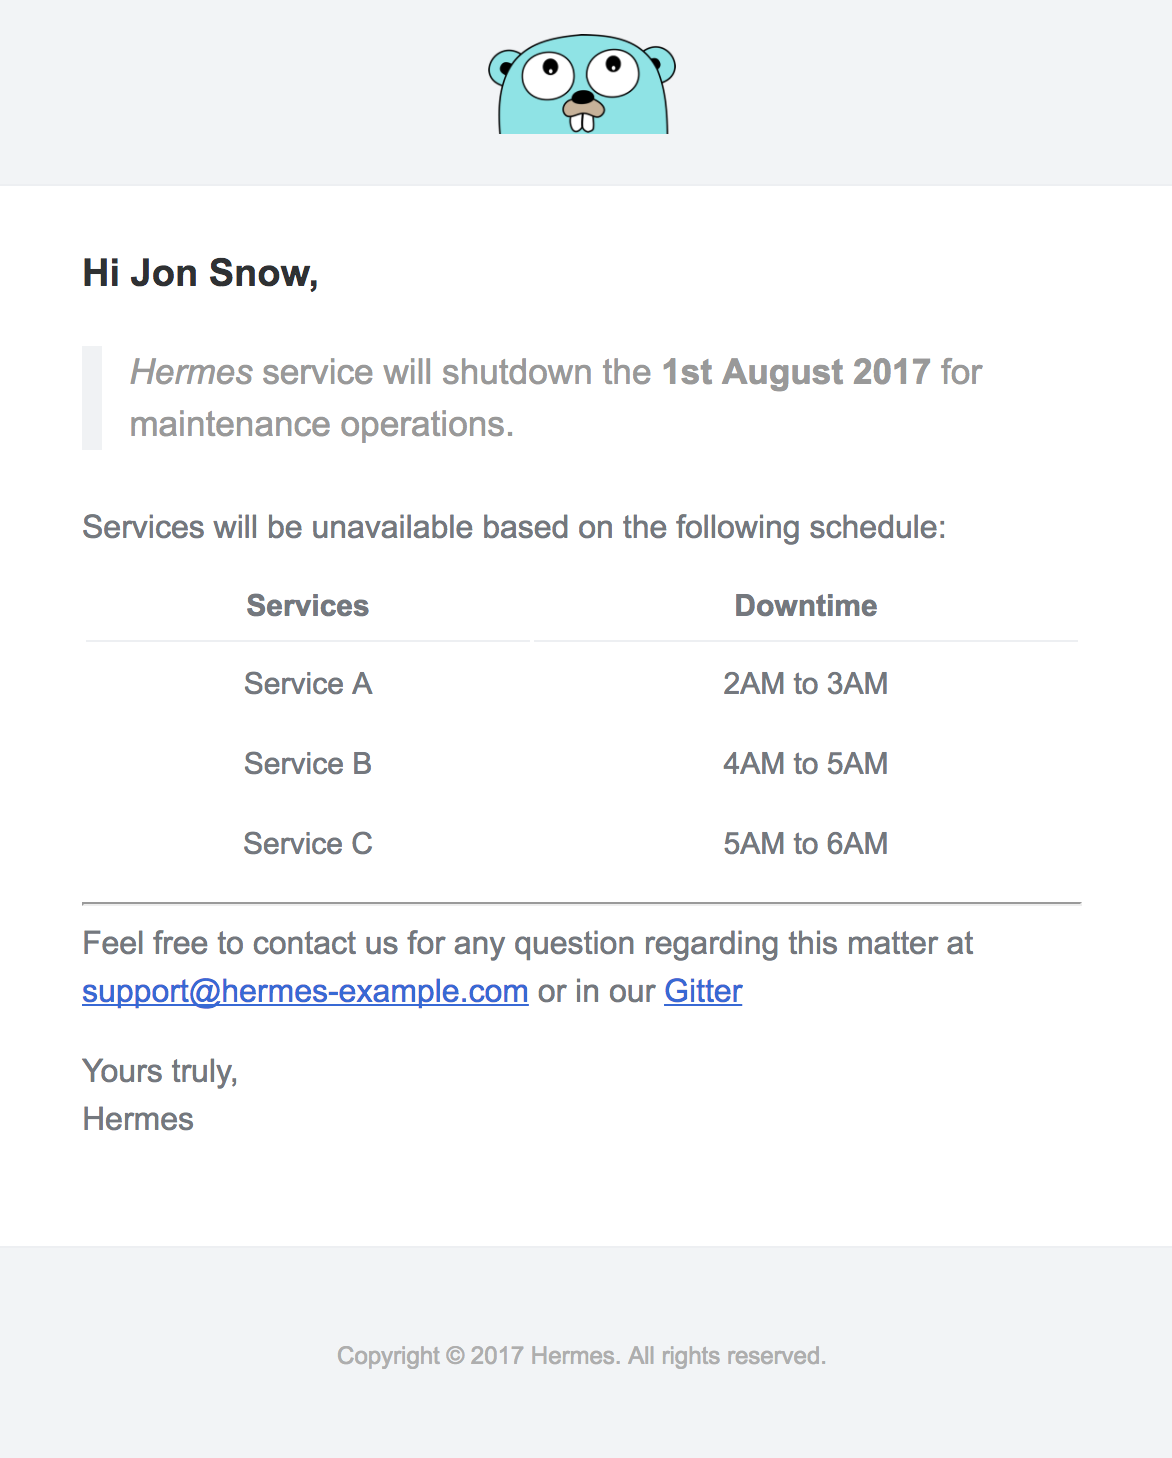 Hi Jon Snow,
Hermes service will shutdown the 1st August 2017 for
maintenance operations.
Services will be unavailable based on the following schedule:
Services Downtime
Service A 2AM to 3AM
Service B 4AM to 5AM
Service C 5AM to 6AM
Feel free to contact us for any question regarding this matter at
support@hermes-example.com or in our Gitter
Yours truly,
Hermes
Copyright © 2017 Hermes. All rights reserved.